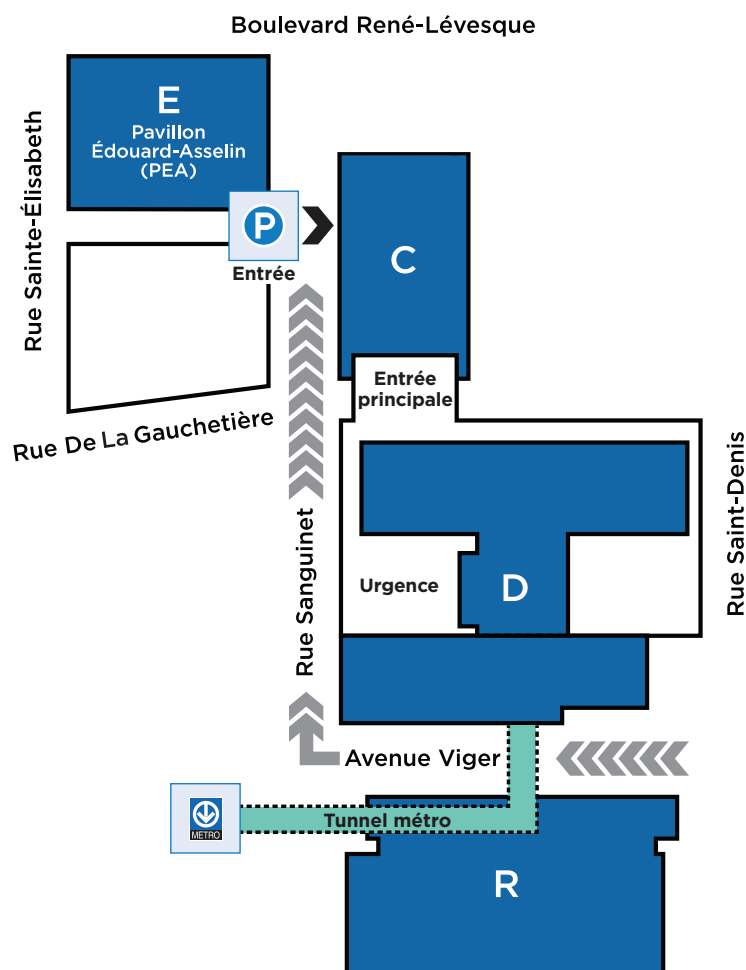 Boulevard René-Lévesque
E
Pavillon
Édouard-Asselin
(PEA)
Rue Sainte-Élisabeth
P
Entrée
C
Entrée
principale
Rue De La Gauchetière
Rue Saint-Denis
Rue Sanguinet
Urgence
D
Avenue Viger
MÉTRO
Tunnel métro
R